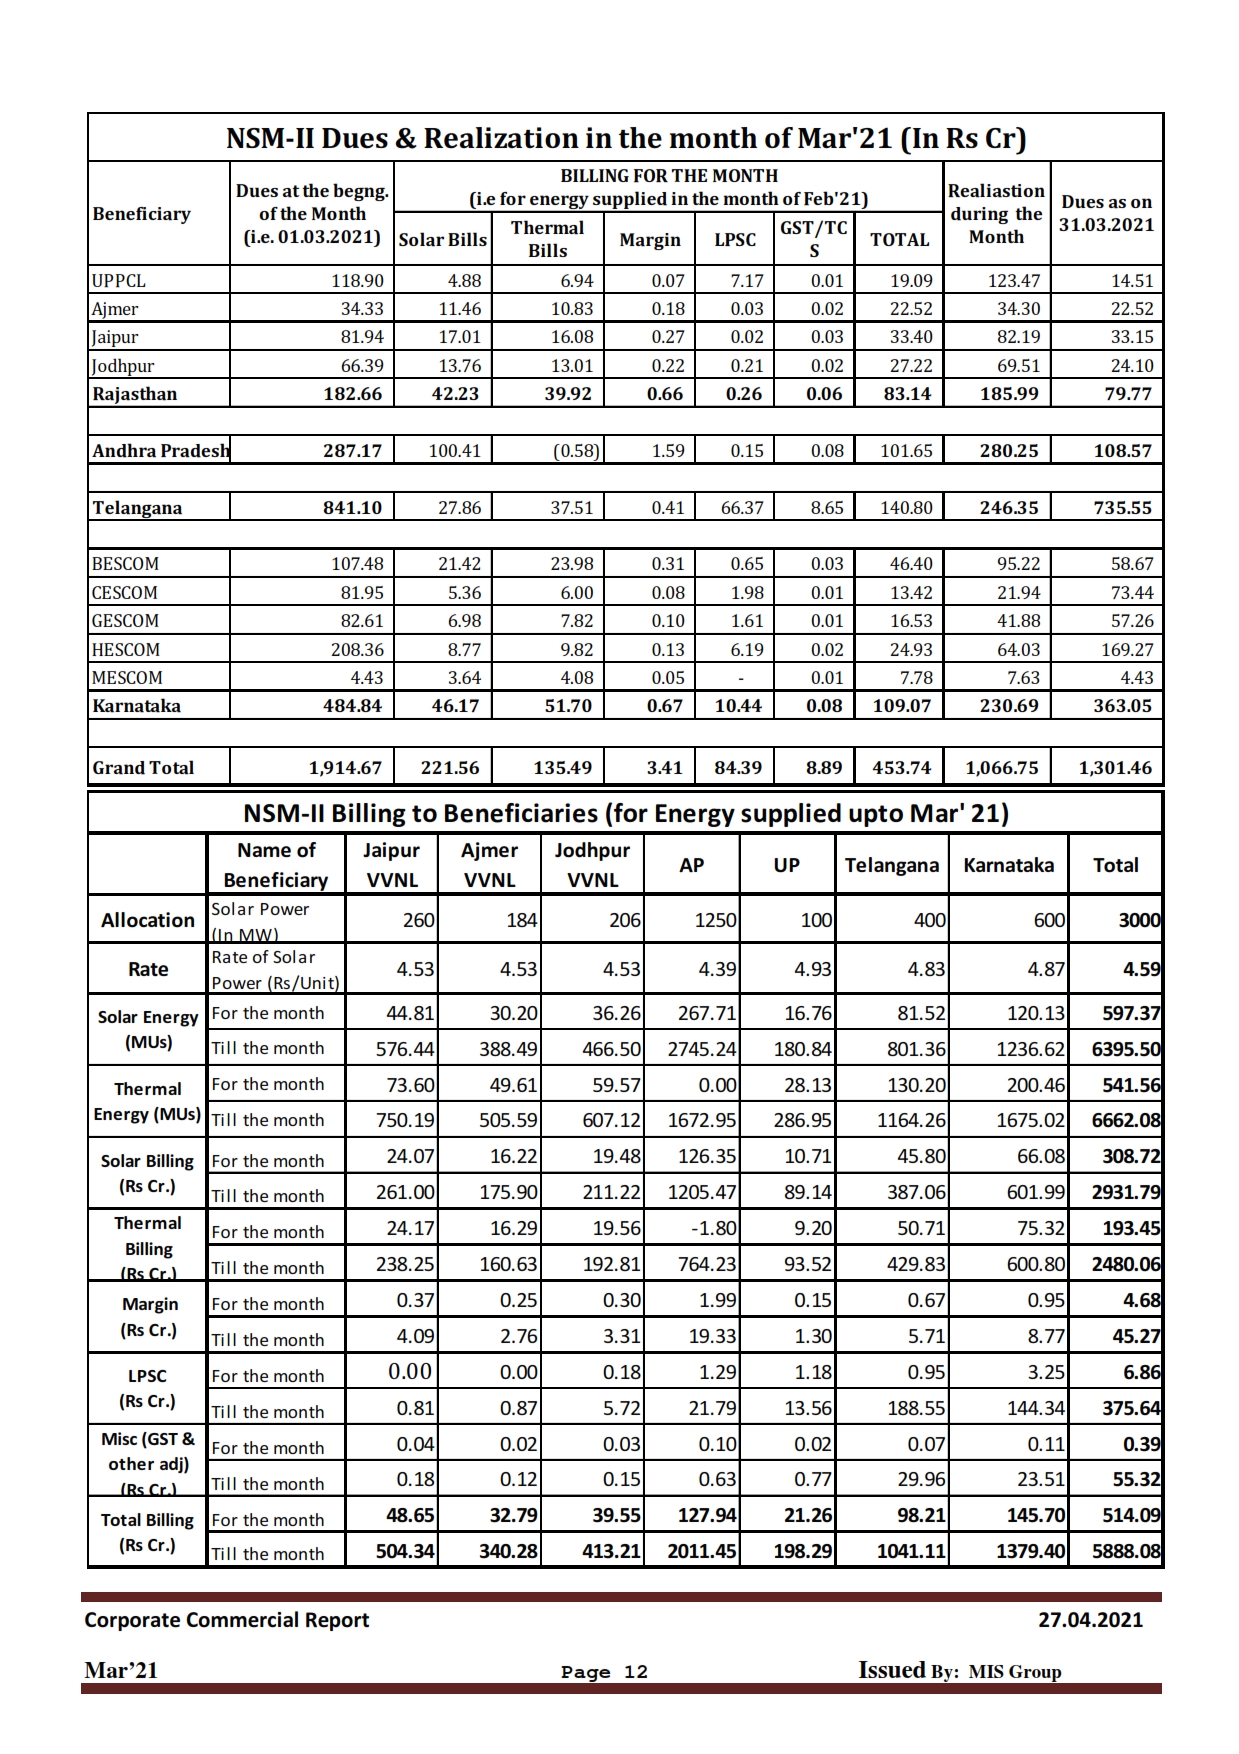 NSM-II Dues & Realization in the month of Mar'21 (In Rs Cr)
Beneficiary Dues at the begng. of the Month (i.e. 01.03.2021) BILLING FOR THE MONTH (i.e for energy supplied in the month of Feb'21) Realiastion during the Month Dues as on 31.03.2021
Solar Bills Thermal Bills Margin LPSC GST/TCS TOTAL
UPPCL 118.90 4.88 6.94 0.07 7.17 0.01 19.09 123.47 14.51
Ajmer 34.33 11.46 10.83 0.18 0.03 0.02 22.52 34.30 22.52
Jaipur 81.94 17.01 16.08 0.27 0.02 0.03 33.40 82.19 33.15
Jodhpur 66.39 13.76 13.01 0.22 0.21 0.02 27.22 69.51 24.10
Rajasthan 182.66 42.23 39.92 0.66 0.26 0.06 83.14 185.99 79.77
Andhra Pradesh 287.17 100.41 (0.58) 1.59 0.15 0.08 101.65 280.25 108.57
Telangana 841.10 27.86 37.51 0.41 66.37 8.65 140.80 246.35 735.55
BESCOM 107.48 21.42 23.98 0.31 0.65 0.03 46.40 95.22 58.67
CESCOM 81.95 5.36 6.00 0.08 1.98 0.01 13.42 21.94 73.44
GESCOM 82.61 6.98 7.82 0.10 1.61 0.01 16.53 41.88 57.26
HESCOM 208.36 8.77 9.82 0.13 6.19 0.02 24.93 64.03 169.27
MESCOM 4.43 3.64 4.08 0.05 - 0.01 7.78 7.63 4.43
Karnataka 484.84 46.17 51.70 0.67 10.44 0.08 109.07 230.69 363.05
Grand Total 1,914.67 221.56 135.49 3.41 84.39 8.89 453.74 1,066.75 1,301.46
NSM-II Billing to Beneficiaries (for Energy supplied upto Mar' 21)
Name of Beneficiary Jaipur VVNL Ajmer VVNL Jodhpur VVNL AP UP Telangana Karnataka Total
Allocation Solar Power (In MW) 260 184 206 1250 100 400 600 3000
Rate Rate of Solar Power (Rs/Unit) 4.53 4.53 4.53 4.39 4.93 4.83 4.87 4.59
Solar Energy (MUs) For the month 44.81 30.20 36.26 267.71 16.76 81.52 120.13 597.37
Till the month 576.44 388.49 466.50 2745.24 180.84 801.36 1236.62 6395.50
Thermal Energy (MUs) For the month 73.60 49.61 59.57 0.00 28.13 130.20 200.46 541.56
Till the month 750.19 505.59 607.12 1672.95 286.95 1164.26 1675.02 6662.08
Solar Billing (Rs Cr.) For the month 24.07 16.22 19.48 126.35 10.71 45.80 66.08 308.72
Till the month 261.00 175.90 211.22 1205.47 89.14 387.06 601.99 2931.79
Thermal Billing (Rs Cr.) For the month 24.17 16.29 19.56 -1.80 9.20 50.71 75.32 193.45
Till the month 238.25 160.63 192.81 764.23 93.52 429.83 600.80 2480.06
Margin (Rs Cr.) For the month 0.37 0.25 0.30 1.99 0.15 0.67 0.95 4.68
Till the month 4.09 2.76 3.31 19.33 1.30 5.71 8.77 45.27
LPSC (Rs Cr.) For the month 0.00 0.00 0.18 1.29 1.18 0.95 3.25 6.86
Till the month 0.81 0.87 5.72 21.79 13.56 188.55 144.34 375.64
Misc (GST & other adj) (Rs Cr.) For the month 0.04 0.02 0.03 0.10 0.02 0.07 0.11 0.39
Till the month 0.18 0.12 0.15 0.63 0.77 29.96 23.51 55.32
Total Billing (Rs Cr.) For the month 48.65 32.79 39.55 127.94 21.26 98.21 145.70 514.09
Till the month 504.34 340.28 413.21 2011.45 198.29 1041.11 1379.40 5888.08
Corporate Commercial Report 27.04.2021
Mar’21 Page 12 Issued By: MIS Group